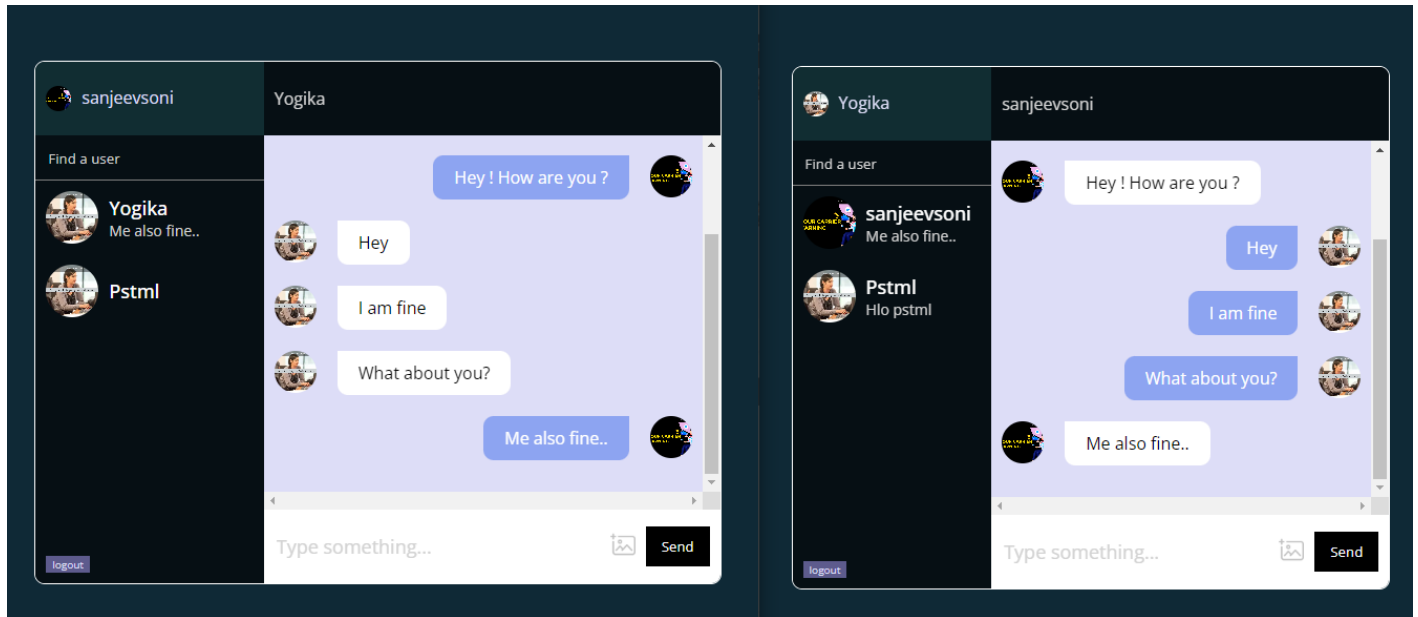 sanjeevsoni
Yogika
Find a user
Yogika
Me also fine..
Pstml
logout
Hey ! How are you ?
Hey
I am fine
What about you?
Me also fine..
Type something...
Send
Yogika
sanjeevsoni
Find a user
sanjeevsoni
Me also fine..
Pstml
Hlo pstml
logout
Hey ! How are you ?
Hey
I am fine
What about you?
Me also fine..
Type something...
Send